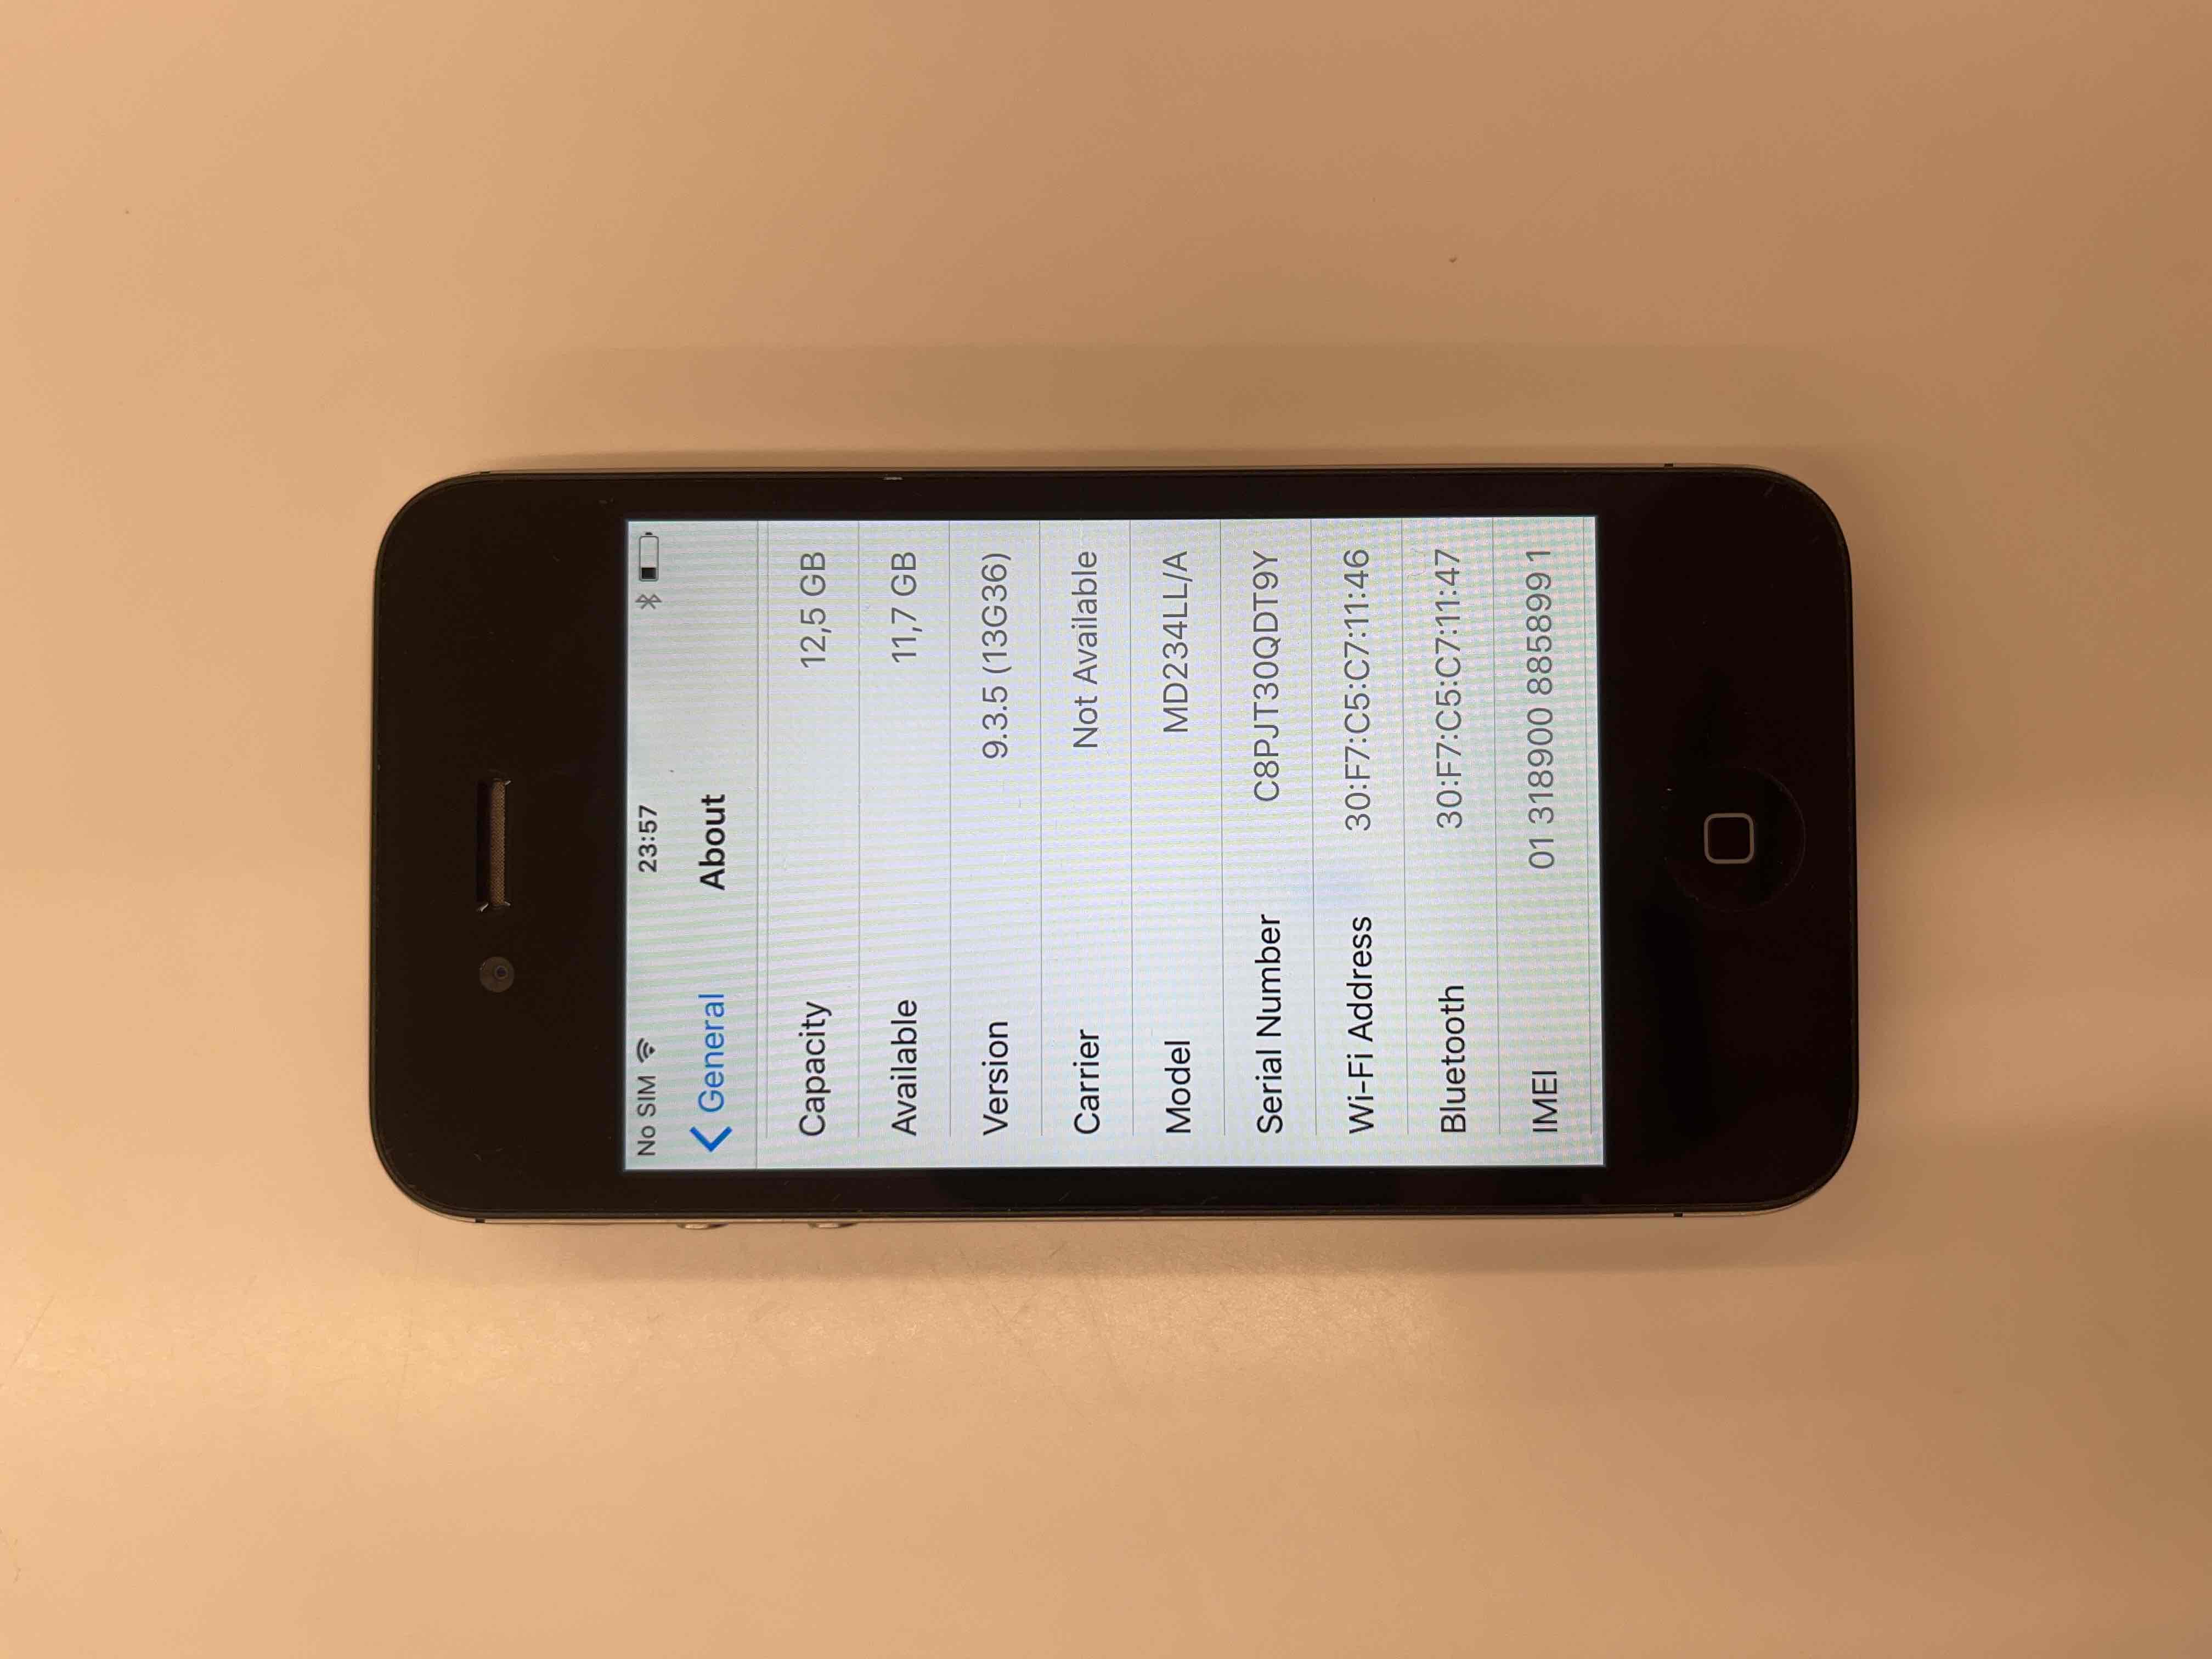 No SIM 23:57
General About
Capacity 12,5 GB
Available 11,7 GB
Version 9.3.5 (13G36)
Carrier Not Available
Model MD234LL/A
Serial Number C8PJT30QDT9Y
Wi-Fi Address 30:F7:C5:C7:11:46
Bluetooth 30:F7:C5:C7:11:47
IMEI 01 318900 885899 1